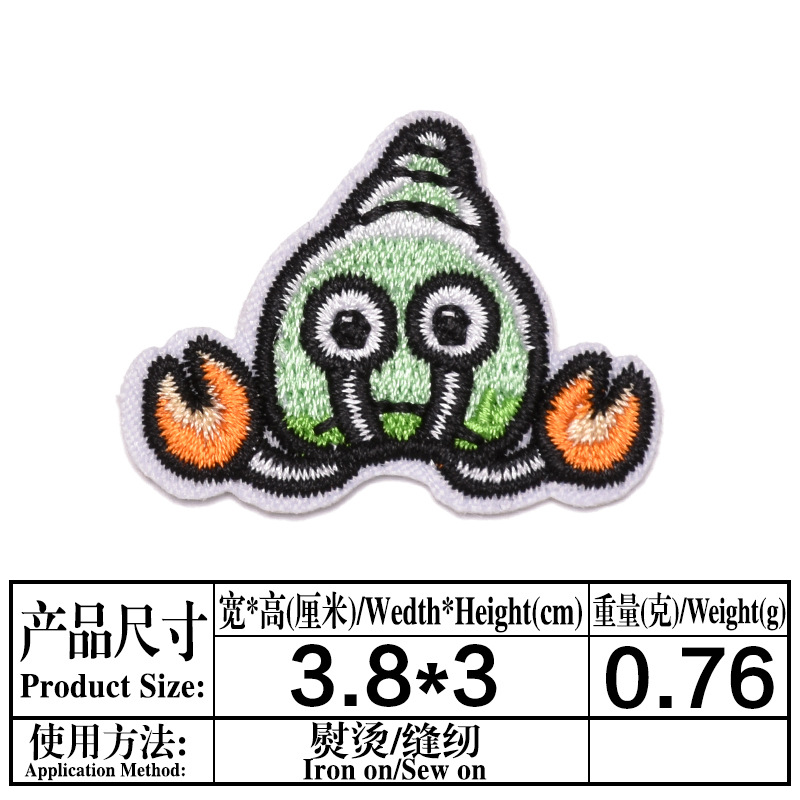 产品尺寸
Product Size:
宽*高(厘米)/Wedth*Height(cm)
重量(克)/Weight(g)
3.8*3
0.76
使用方法:
Application Method:
熨烫/缝纫
Iron on/Sew on